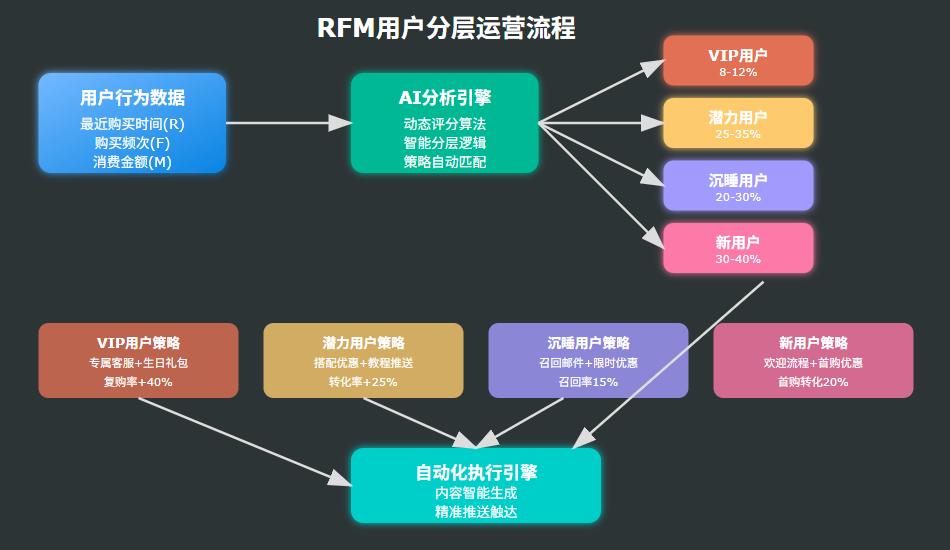 RFM用户分层运营流程
用户行为数据
最近购买时间(R)
购买频次(F)
消费金额(M)
AI分析引擎
动态评分算法
智能分层逻辑
策略自动匹配
VIP用户
8-12%
潜力用户
25-35%
沉睡用户
20-30%
新用户
30-40%
VIP用户策略
专属客服+生日礼包
复购率+40%
潜力用户策略
搭配优惠+教程推送
转化率+25%
沉睡用户策略
召回邮件+限时优惠
召回率15%
新用户策略
欢迎流程+首购优惠
首购转化20%
自动化执行引擎
内容智能生成
精准推送触达